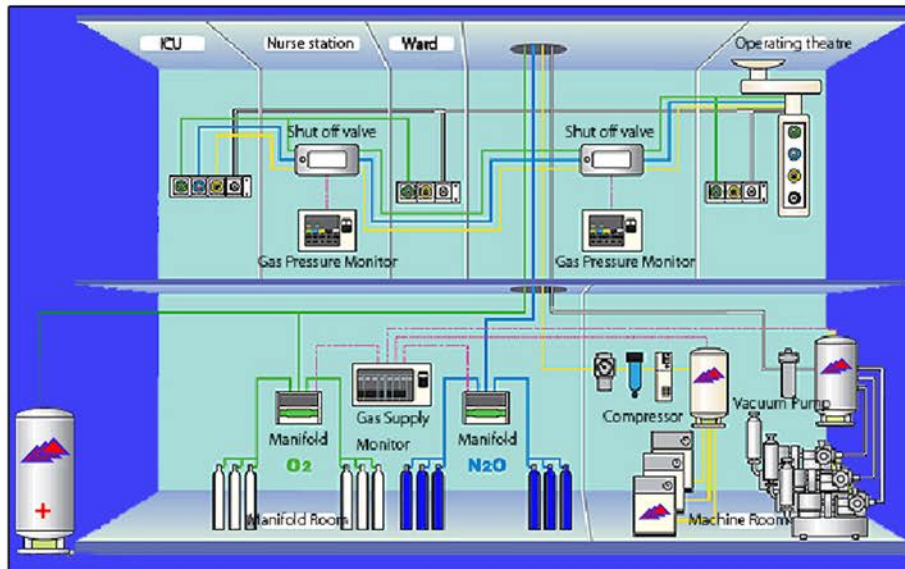 ICU
Nurse station
Ward
Operating theatre
Shut off valve
Shut off valve
Gas Pressure Monitor
Gas Pressure Monitor
Manifold
O2
Gas Supply
Monitor
Manifold
N2O
Compressor
Vacuum Pump
Manifold Room
Machine Room